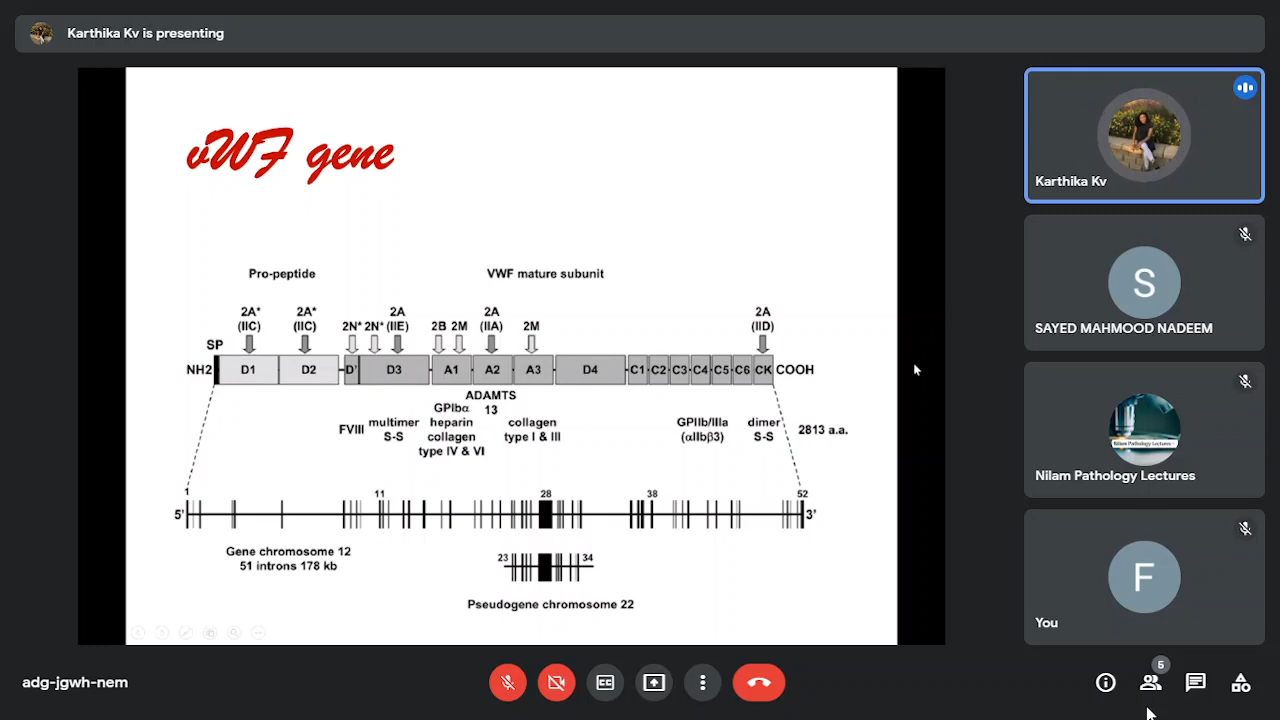 Karthika Kv is presenting
vWF gene
Pro-peptide VWF mature subunit
2A* 2A* 2A 2A 2A
(IIC) (IIC) 2N* 2N* (IIE) 2B 2M (IIA) 2M (IID)
SP
NH2 D1 D2 D' D3 A1 A2 A3 D4 C1 C2 C3 C4 C5 C6 CK COOH
ADAMTS
13
GPIbα
FVIII multimer heparin collagen GPIIb/IIIa dimer 2813 a.a.
S-S collagen type I & III (αIIbβ3) S-S
type IV & VI
1 11 28 38 52
5' 3'
Gene chromosome 12
51 introns 178 kb
23 34
Pseudogene chromosome 22
Karthika Kv
S
SAYED MAHMOOD NADEEM
Nilam Pathology Lectures
Nilam Pathology Lectures
F
You
adg-jgwh-nem
CC
5